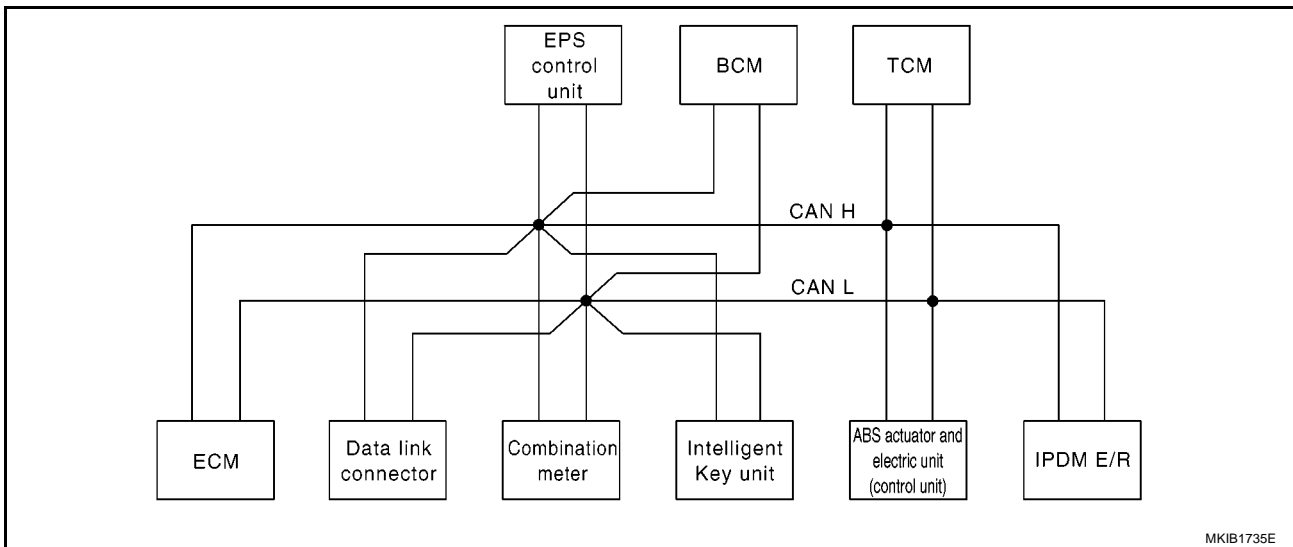 EPS
control
unit
BCM
TCM
CAN H
CAN L
ECM
Data link
connector
Combination
meter
Intelligent
Key unit
ABS actuator and
electric unit
(control unit)
IPDM E/R
MKIB1735E